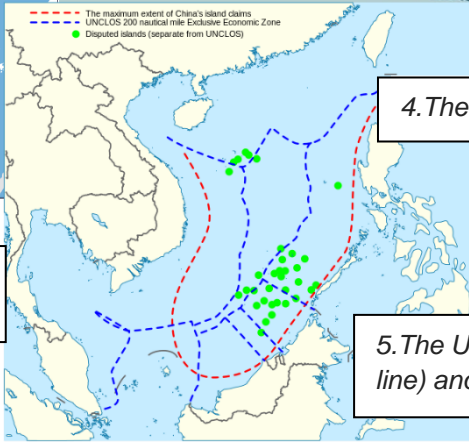 The maximum extent of China's island claims
UNCLOS 200 nautical mile Exclusive Economic Zone
Disputed islands (separate from UNCLOS)
4.The
5.The U
line) and